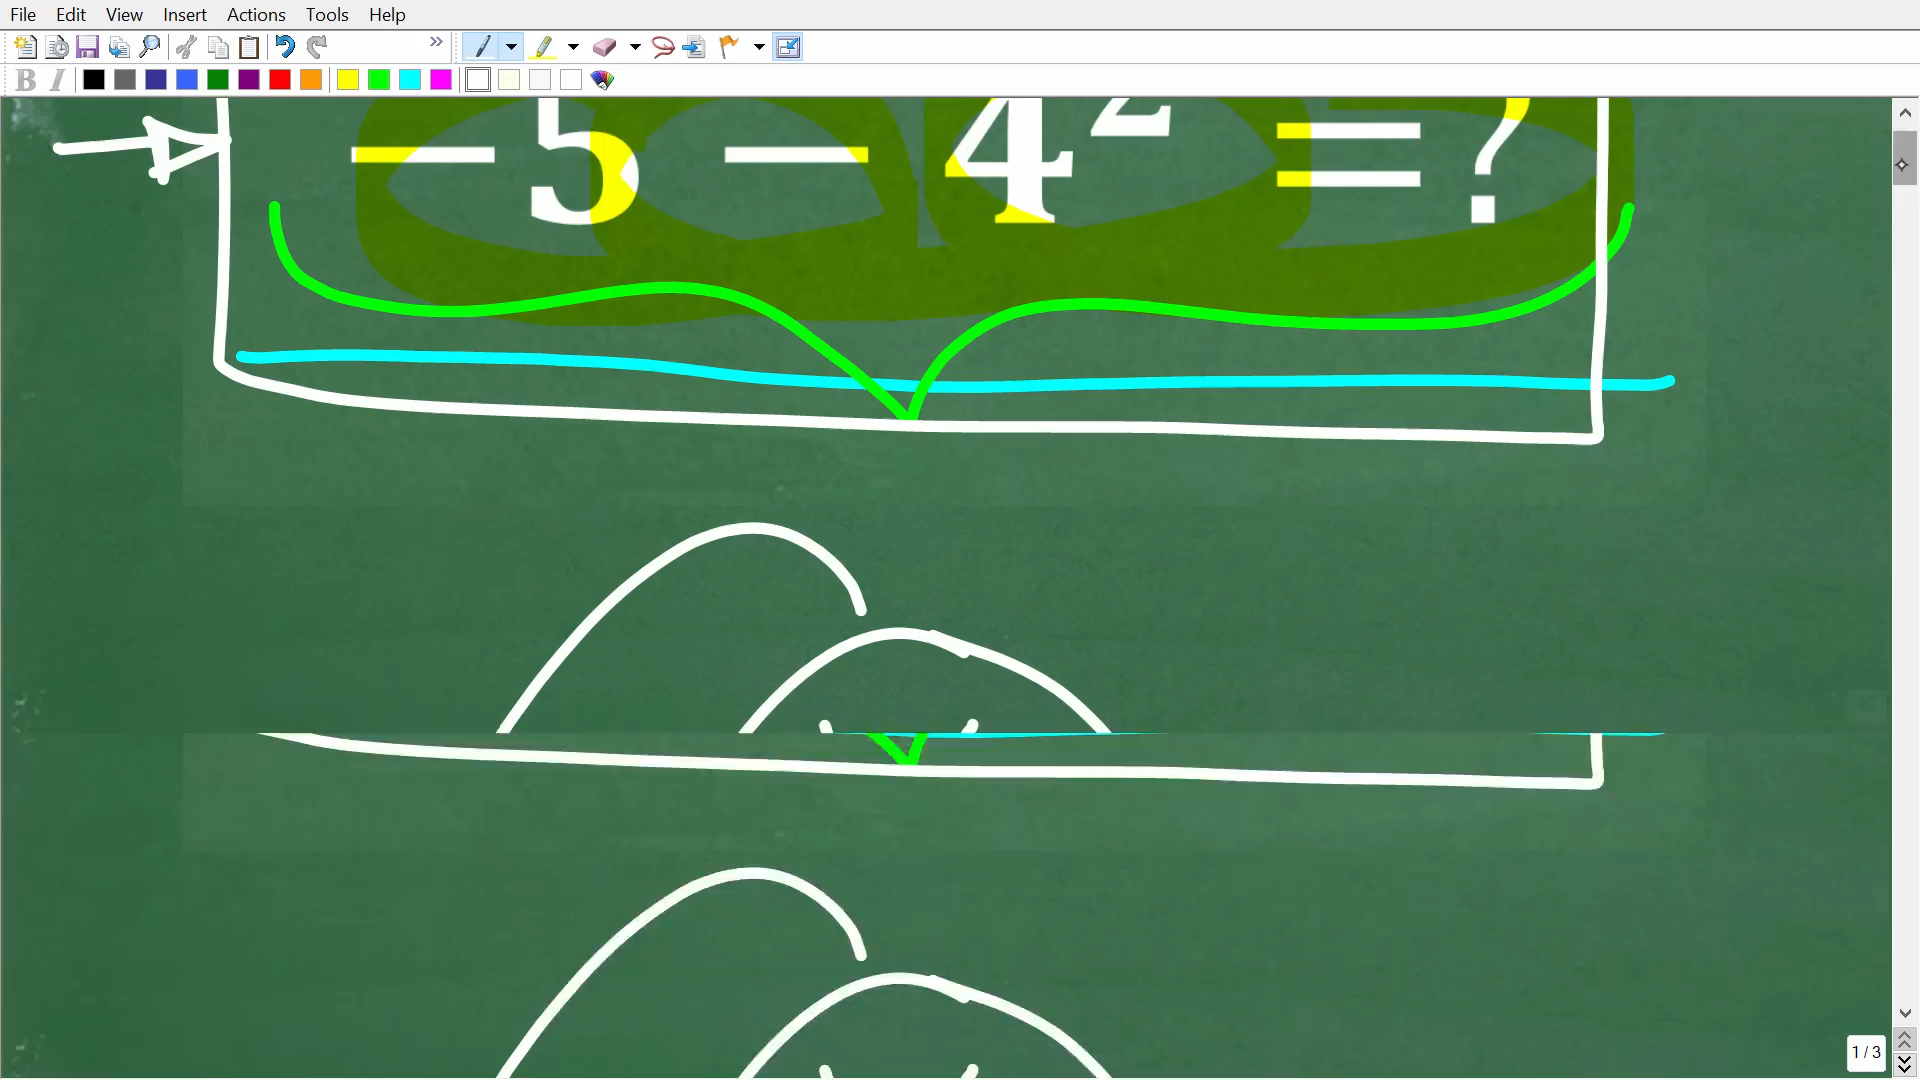 File Edit View Insert Actions Tools Help
B I
−5 − 4² =?
1 / 3